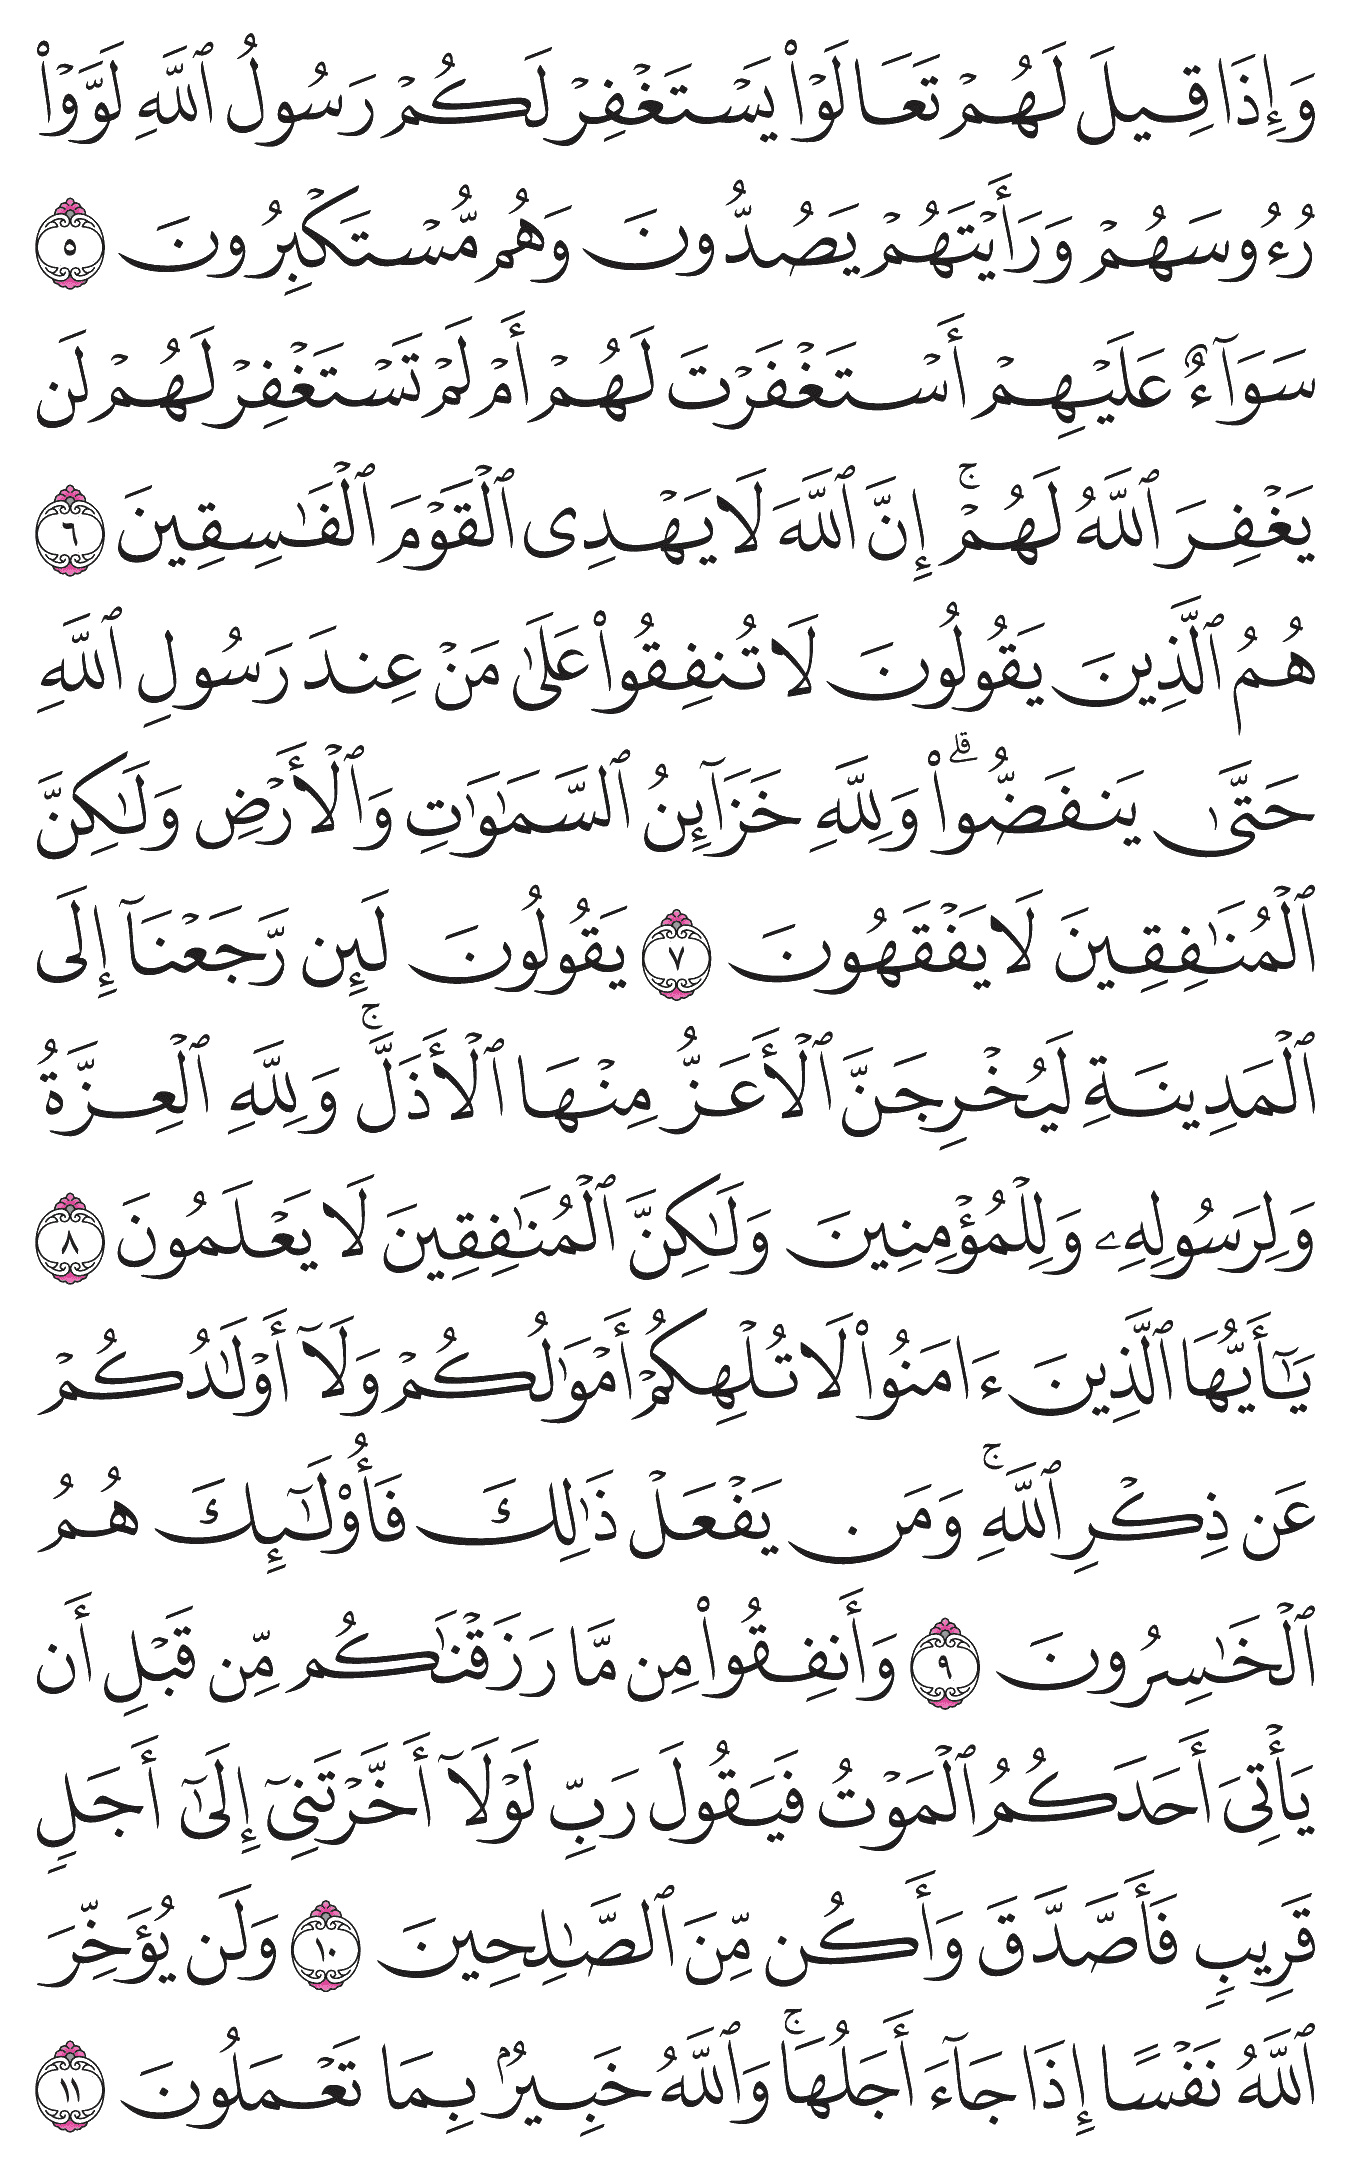 وَإِذَا قِيلَ لَهُمۡ تَعَالَوۡاْ يَسۡتَغۡفِرۡ لَكُمۡ رَسُولُ ٱللَّهِ لَوَّوۡاْ
رُءُوسَهُمۡ وَرَأَيۡتَهُمۡ يَصُدُّونَ وَهُم مُّسۡتَكۡبِرُونَ ٥
سَوَآءٌ عَلَيۡهِمۡ أَسۡتَغۡفَرۡتَ لَهُمۡ أَمۡ لَمۡ تَسۡتَغۡفِرۡ لَهُمۡ لَن
يَغۡفِرَ ٱللَّهُ لَهُمۡۚ إِنَّ ٱللَّهَ لَا يَهۡدِى ٱلۡقَوۡمَ ٱلۡفَٰسِقِينَ ٦
هُمُ ٱلَّذِينَ يَقُولُونَ لَا تُنفِقُواْ عَلَىٰ مَنۡ عِندَ رَسُولِ ٱللَّهِ
حَتَّىٰ يَنفَضُّواْۗ وَلِلَّهِ خَزَآئِنُ ٱلسَّمَٰوَٰتِ وَٱلۡأَرۡضِ وَلَٰكِنَّ
ٱلۡمُنَٰفِقِينَ لَا يَفۡقَهُونَ ٧ يَقُولُونَ لَئِن رَّجَعۡنَآ إِلَى
ٱلۡمَدِينَةِ لَيُخۡرِجَنَّ ٱلۡأَعَزُّ مِنۡهَا ٱلۡأَذَلَّۚ وَلِلَّهِ ٱلۡعِزَّةُ
وَلِرَسُولِهِۦ وَلِلۡمُؤۡمِنِينَ وَلَٰكِنَّ ٱلۡمُنَٰفِقِينَ لَا يَعۡلَمُونَ ٨
يَٰٓأَيُّهَا ٱلَّذِينَ ءَامَنُواْ لَا تُلۡهِكُمۡ أَمۡوَٰلُكُمۡ وَلَآ أَوۡلَٰدُكُمۡ
عَن ذِكۡرِ ٱللَّهِۚ وَمَن يَفۡعَلۡ ذَٰلِكَ فَأُوْلَٰٓئِكَ هُمُ
ٱلۡخَٰسِرُونَ ٩ وَأَنفِقُواْ مِن مَّا رَزَقۡنَٰكُم مِّن قَبۡلِ أَن
يَأۡتِىَ أَحَدَكُمُ ٱلۡمَوۡتُ فَيَقُولَ رَبِّ لَوۡلَآ أَخَّرۡتَنِىٓ إِلَىٰٓ أَجَلٍ
قَرِيبٍ فَأَصَّدَّقَ وَأَكُن مِّنَ ٱلصَّٰلِحِينَ ١٠ وَلَن يُؤَخِّرَ
ٱللَّهُ نَفۡسًا إِذَا جَآءَ أَجَلُهَاۚ وَٱللَّهُ خَبِيرُۢ بِمَا تَعۡمَلُونَ ١١